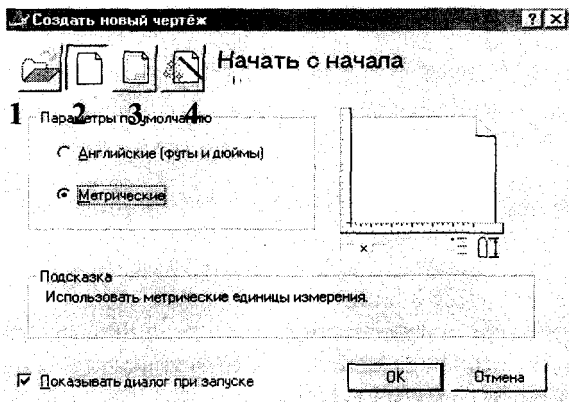 Создать новый чертёж
Начать с начала
1 2 3 4
Параметры по умолчанию
Английские (футы и дюймы)
Метрические
Подсказка
Использовать метрические единицы измерения.
Показывать диалог при запуске
OK Отмена